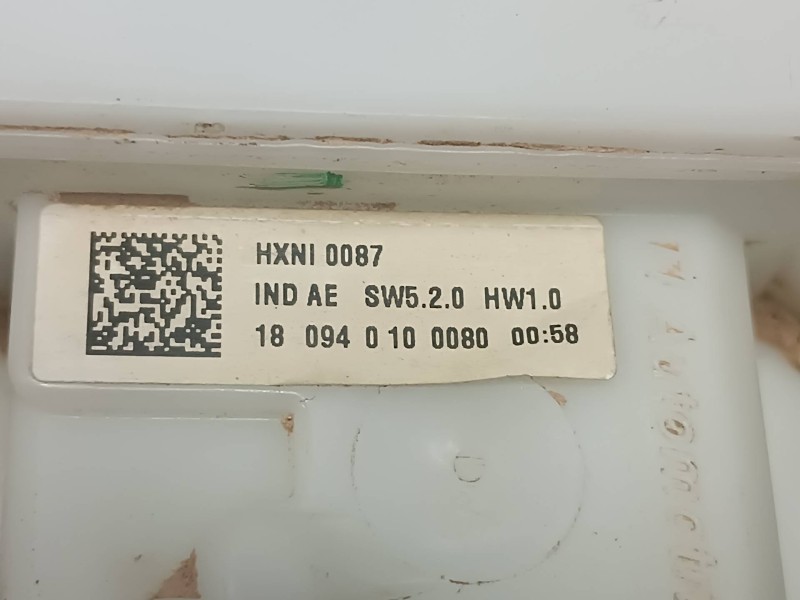 HXNI 0087
IND AE SW5.2.0 HW1.0
18 094 0 10 0080 00:58
D